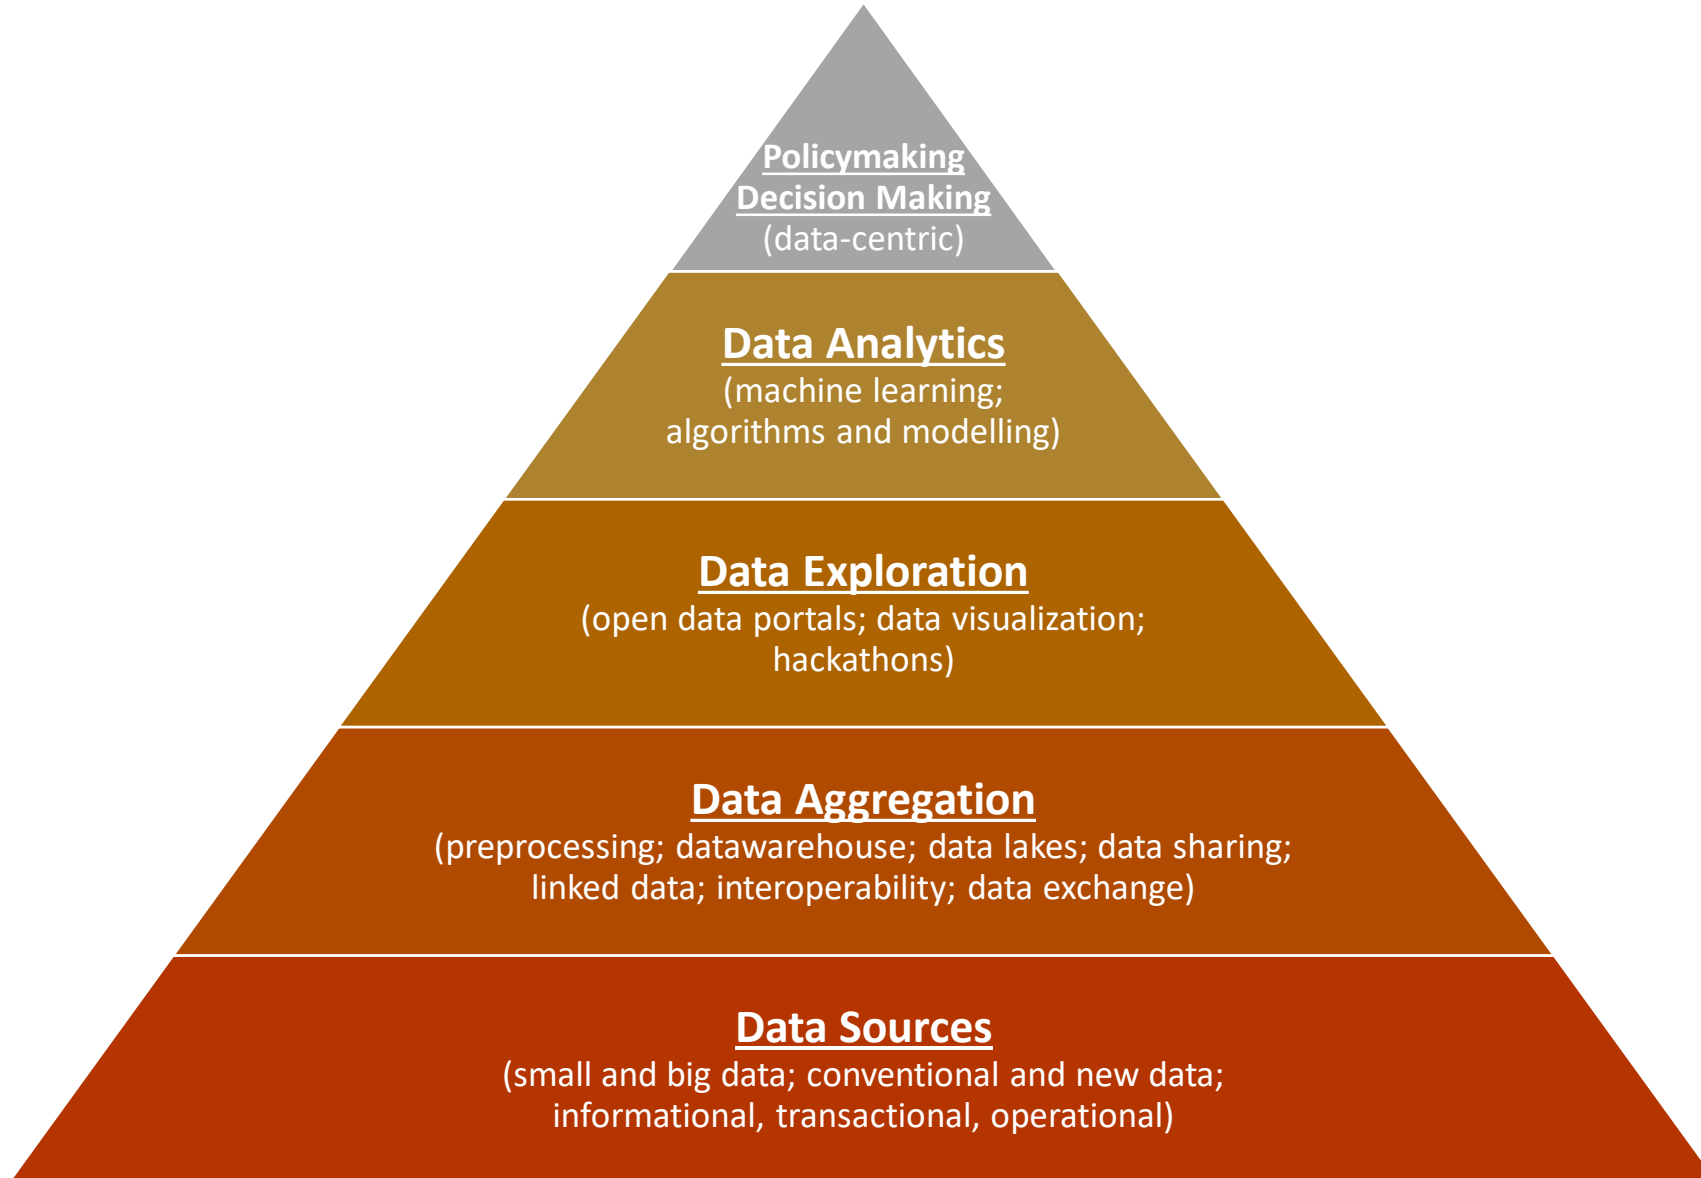 Policymaking
Decision Making
(data-centric)
Data Analytics
(machine learning;
algorithms and modelling)
Data Exploration
(open data portals; data visualization;
hackathons)
Data Aggregation
(preprocessing; datawarehouse; data lakes; data sharing;
linked data; interoperability; data exchange)
Data Sources
(small and big data; conventional and new data;
informational, transactional, operational)